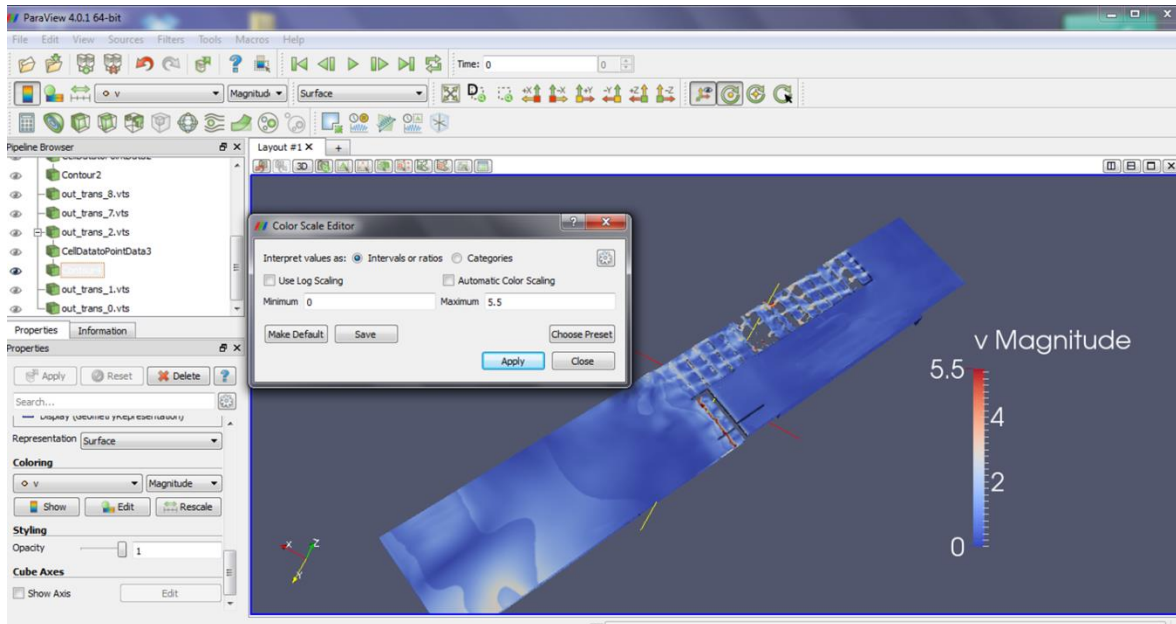 ParaView 4.0.1 64-bit
File Edit View Sources Filters Tools Macros Help
Time: 0 0
v Magnitud Surface
Pipeline Browser
Layout #1 X +
3D
Contour2
out_trans_8.vts
out_trans_7.vts
out_trans_2.vts
CellDatatoPointData3
out_trans_1.vts
out_trans_0.vts
Color Scale Editor
Interpret values as: Intervals or ratios Categories
Use Log Scaling Automatic Color Scaling
Minimum 0 Maximum 5.5
Make Default Save Choose Preset
Apply Close
Properties Information
Properties
Apply Reset Delete ?
Search...
Display (GeometryRepresentation)
Representation Surface
Coloring
v Magnitude
Show Edit Rescale
Styling
Opacity 1
Cube Axes
Show Axis Edit
v Magnitude
5.5
4
2
0
X Z
Y